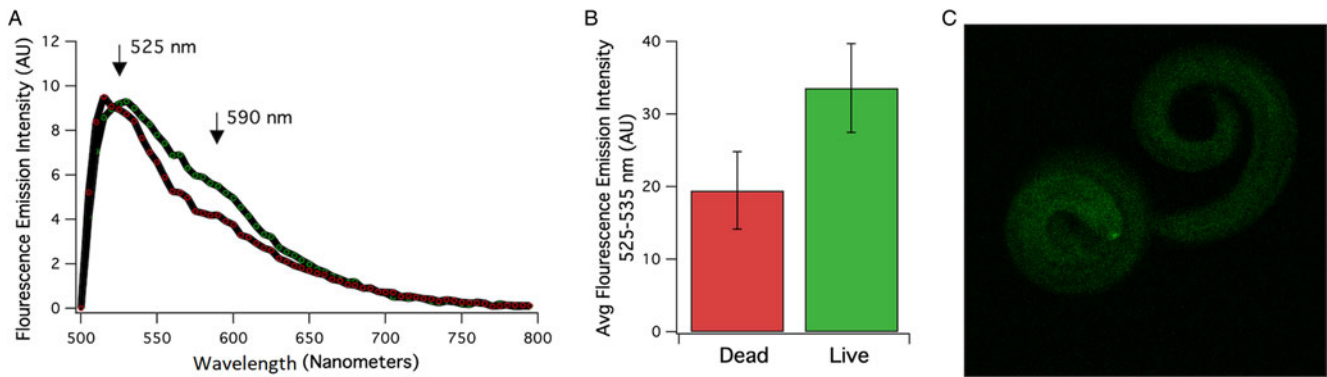 A
Flourescence Emission Intensity (AU)
12
10
8
6
4
2
0
525 nm
590 nm
500
550
600
650
700
750
800
Wavelength (Nanometers)
B
Avg Flourescence Emission Intensity
525-535 nm (AU)
40
30
20
10
0
Dead
Live
C